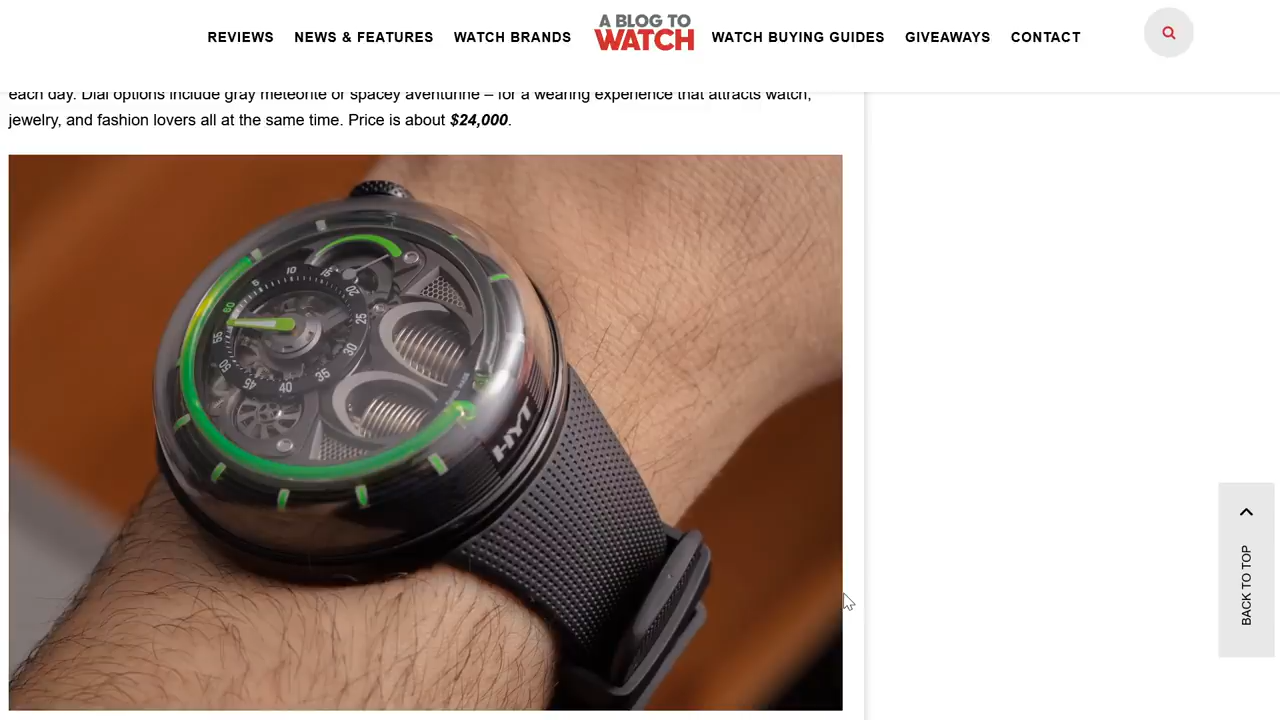 REVIEWS NEWS & FEATURES WATCH BRANDS A BLOG TO WATCH WATCH BUYING GUIDES GIVEAWAYS CONTACT
each day. Dial options include gray meteorite or spacey aventurine – for a wearing experience that attracts watch,
jewelry, and fashion lovers all at the same time. Price is about $24,000.
60 5 10 15 20 25 30 35 40 45 50 55
HYT
BACK TO TOP